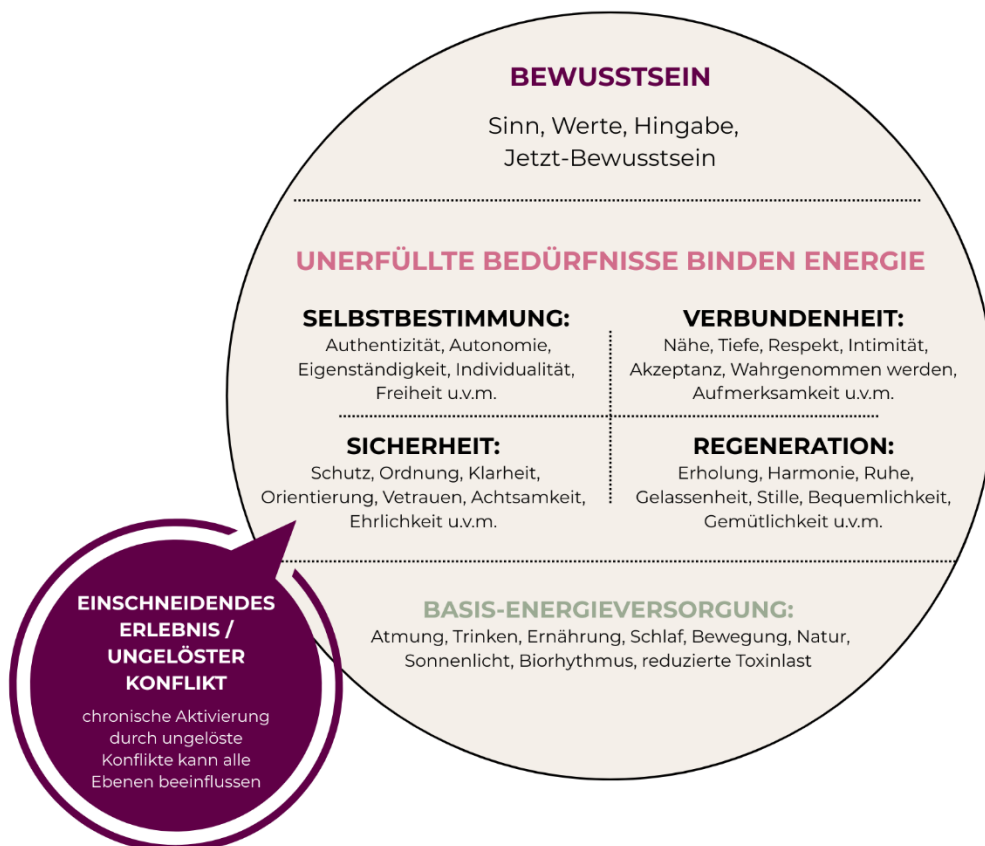 BEWUSSTSEIN
Sinn, Werte, Hingabe,
Jetzt-Bewusstsein
UNERFÜLLTE BEDÜRFNISSE BINDEN ENERGIE
SELBSTBESTIMMUNG:
Authentizität, Autonomie,
Eigenständigkeit, Individualität,
Freiheit u.v.m.
VERBUNDENHEIT:
Nähe, Tiefe, Respekt, Intimität,
Akzeptanz, Wahrgenommen werden,
Aufmerksamkeit u.v.m.
SICHERHEIT:
Schutz, Ordnung, Klarheit,
Orientierung, Vetrauen, Achtsamkeit,
Ehrlichkeit u.v.m.
REGENERATION:
Erholung, Harmonie, Ruhe,
Gelassenheit, Stille, Bequemlichkeit,
Gemütlichkeit u.v.m.
BASIS-ENERGIEVERSORGUNG:
Atmung, Trinken, Ernährung, Schlaf, Bewegung, Natur,
Sonnenlicht, Biorhythmus, reduzierte Toxinlast
EINSCHNEIDENDES
ERLEBNIS /
UNGELÖSTER
KONFLIKT
chronische Aktivierung
durch ungelöste
Konflikte kann alle
Ebenen beeinflussen